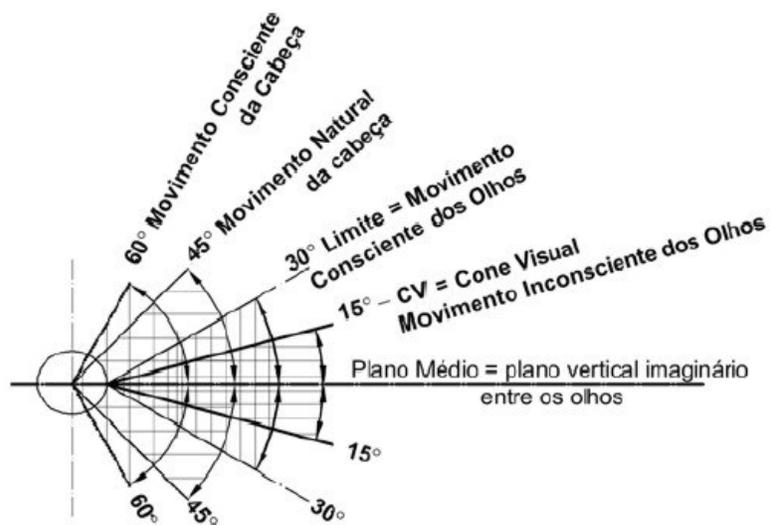 60° Movimento Consciente
da Cabeça
45° Movimento Natural
da cabeça
30° Limite = Movimento
Consciente dos Olhos
15° – CV = Cone Visual
Movimento Inconsciente dos Olhos
Plano Médio = plano vertical imaginário
entre os olhos
15°
30°
45°
60°